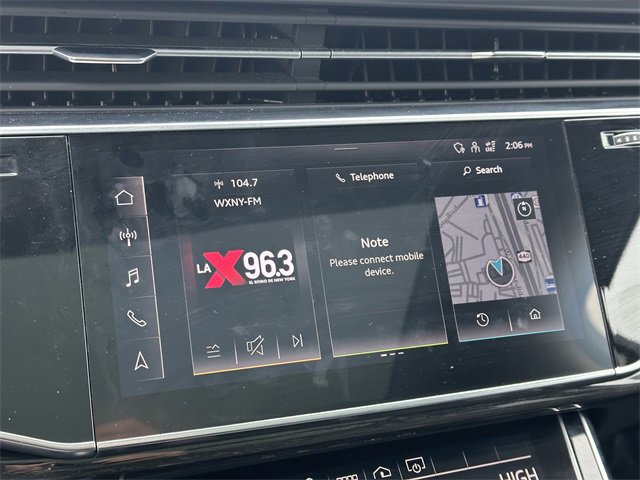 2:06 PM
104.7
WXNY-FM
LA X 96.3
EL RITMO DE NEW YORK
Telephone
Note
Please connect mobile
device.
Search
440
HIGH